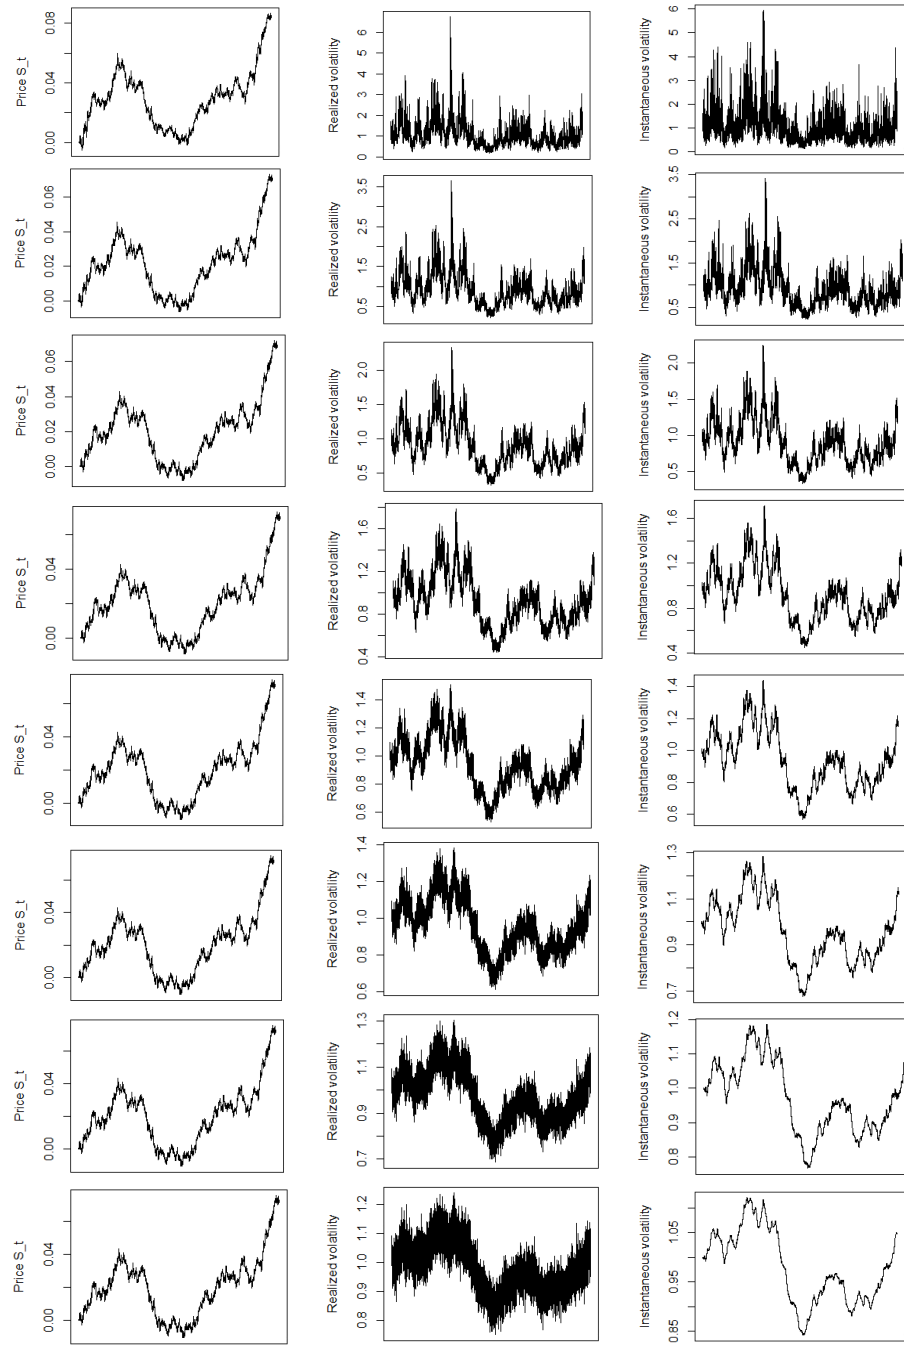 Price S_t
0.00 0.04 0.08
Realized volatility
0 1 2 3 4 5 6
Instantaneous volatility
0 1 2 3 4 5 6
Price S_t
0.00 0.02 0.04 0.06
Realized volatility
0.5 1.5 2.5 3.5
Instantaneous volatility
0.5 1.5 2.5 3.5
Price S_t
0.00 0.02 0.04 0.06
Realized volatility
0.5 1.0 1.5 2.0
Instantaneous volatility
0.5 1.0 1.5 2.0
Price S_t
0.00 0.04
Realized volatility
0.4 0.8 1.2 1.6
Instantaneous volatility
0.4 0.8 1.2 1.6
Price S_t
0.00 0.04
Realized volatility
0.6 0.8 1.0 1.2 1.4
Instantaneous volatility
0.6 0.8 1.0 1.2 1.4
Price S_t
0.00 0.04
Realized volatility
0.6 0.8 1.0 1.2 1.4
Instantaneous volatility
0.7 0.9 1.1 1.3
Price S_t
0.00 0.04
Realized volatility
0.7 0.9 1.1 1.3
Instantaneous volatility
0.8 0.9 1.0 1.1 1.2
Price S_t
0.00 0.04
Realized volatility
0.8 0.9 1.0 1.1 1.2
Instantaneous volatility
0.85 0.95 1.05